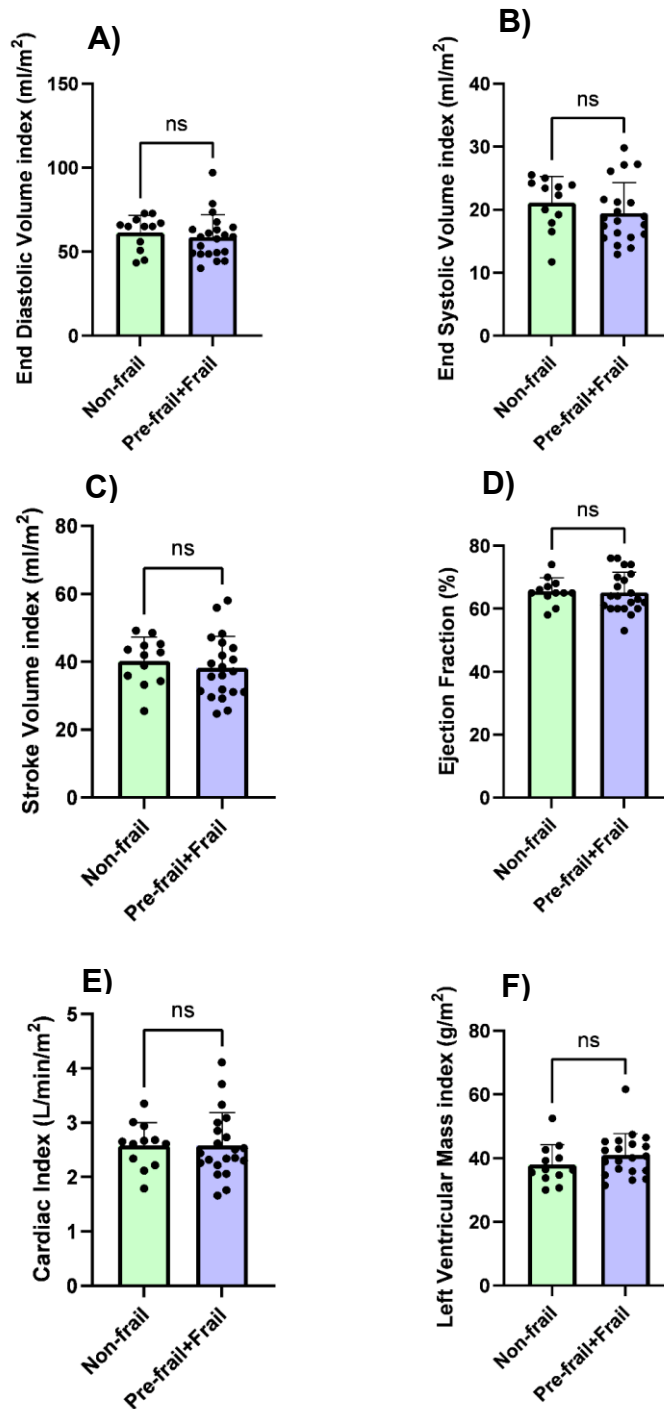 A)
End Diastolic Volume index (ml/m²)
150
100
50
0
ns
Non-frail
Pre-frail+Frail
B)
End Systolic Volume index (ml/m²)
40
30
20
10
0
ns
Non-frail
Pre-frail+Frail
C)
Stroke Volume index (ml/m²)
80
60
40
20
0
ns
Non-frail
Pre-frail+Frail
D)
Ejection Fraction (%)
80
60
40
20
0
ns
Non-frail
Pre-frail+Frail
E)
Cardiac Index (L/min/m²)
5
4
3
2
1
0
ns
Non-frail
Pre-frail+Frail
F)
Left Ventricular Mass index (g/m²)
80
60
40
20
0
ns
Non-frail
Pre-frail+Frail